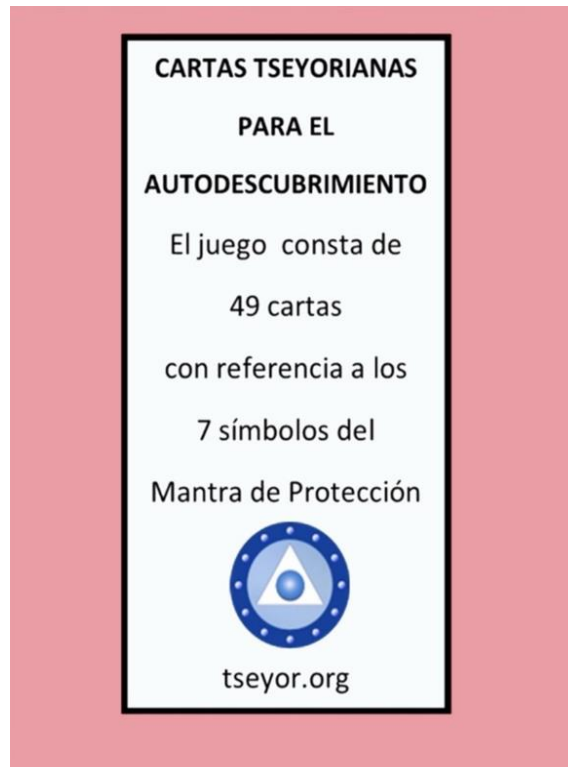 CARTAS TSEYORIANAS
PARA EL
AUTODESCUBRIMIENTO
El juego consta de
49 cartas
con referencia a los
7 símbolos del
Mantra de Protección
tseyor.org